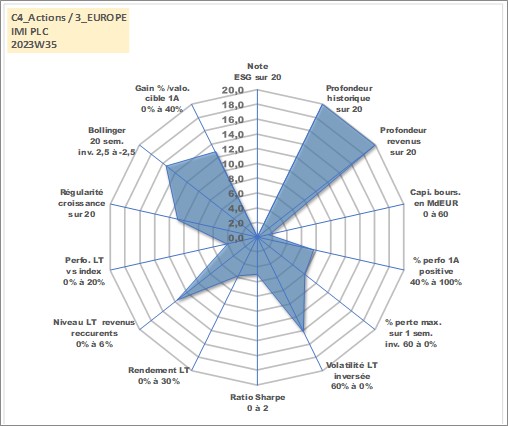 C4_Actions / 3_EUROPE
IMI PLC
2023W35
Note
ESG sur 20
Profondeur
historique
sur 20
Profondeur
revenus
sur 20
Capi. bours.
en MdEUR
0 à 60
% perfo 1A
positive
40% à 100%
% perte max.
sur 1 sem.
inv. 60 à 0%
Volatilité LT
inversée
60% à 0%
Ratio Sharpe
0 à 2
Rendement LT
0% à 30%
Niveau LT revenus
reccurents
0% à 6%
Perfo. LT
vs index
0% à 20%
Régularité
croissance
sur 20
Bollinger
20 sem.
inv. 2,5 à -2,5
Gain % /valo.
cible 1A
0% à 40%
20,0
18,0
16,0
14,0
12,0
10,0
8,0
6,0
4,0
2,0
0,0